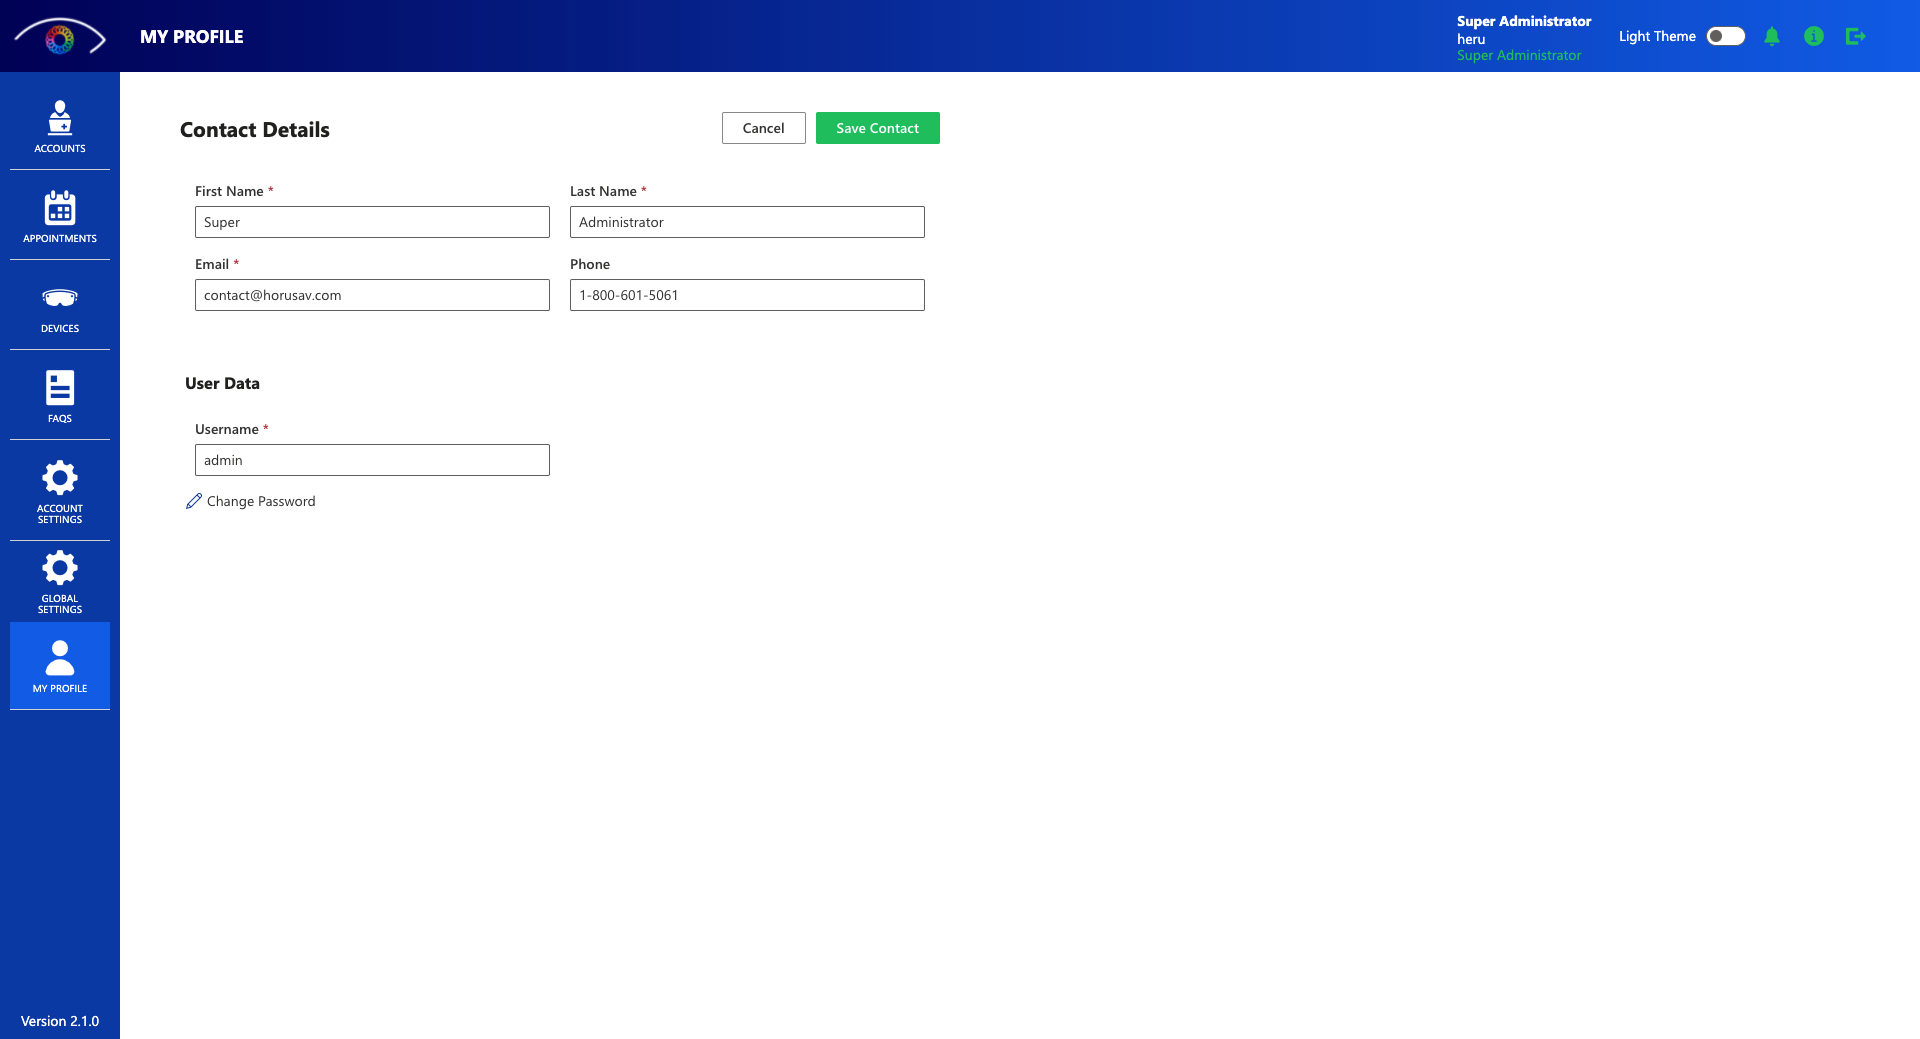 MY PROFILE
Super Administrator
heru
Super Administrator
Light Theme
ACCOUNTS
APPOINTMENTS
DEVICES
FAQS
ACCOUNT
SETTINGS
GLOBAL
SETTINGS
MY PROFILE
Version 2.1.0
Contact Details
Cancel
Save Contact
First Name *
Last Name *
Super
Administrator
Email *
Phone
contact@horusav.com
1-800-601-5061
User Data
Username *
admin
Change Password